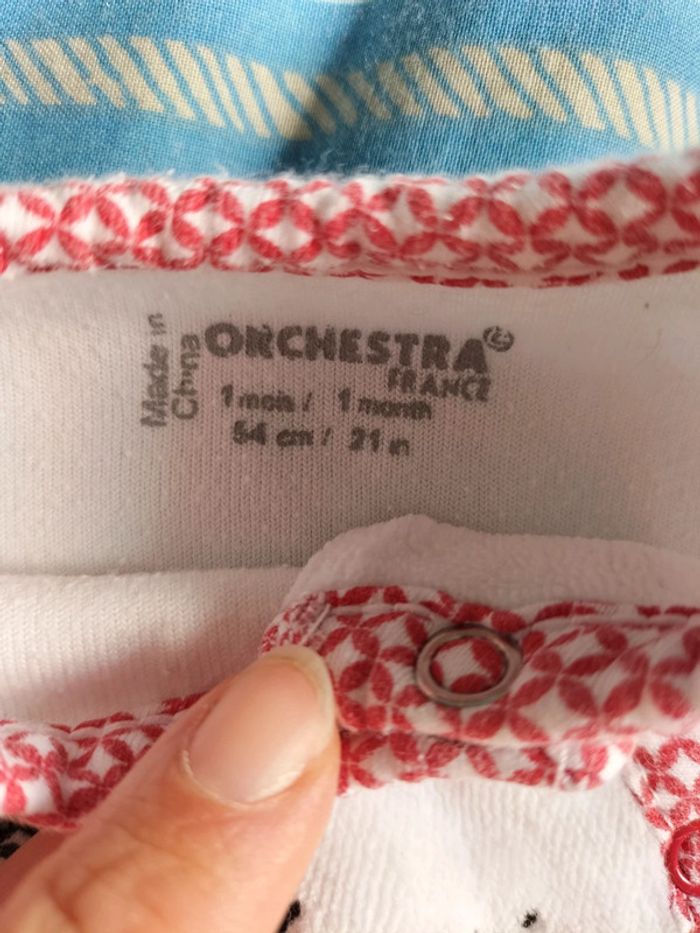 Made in
China
ORCHESTRA
FRANCE
1 mois / 1 month
54 cm / 21 in